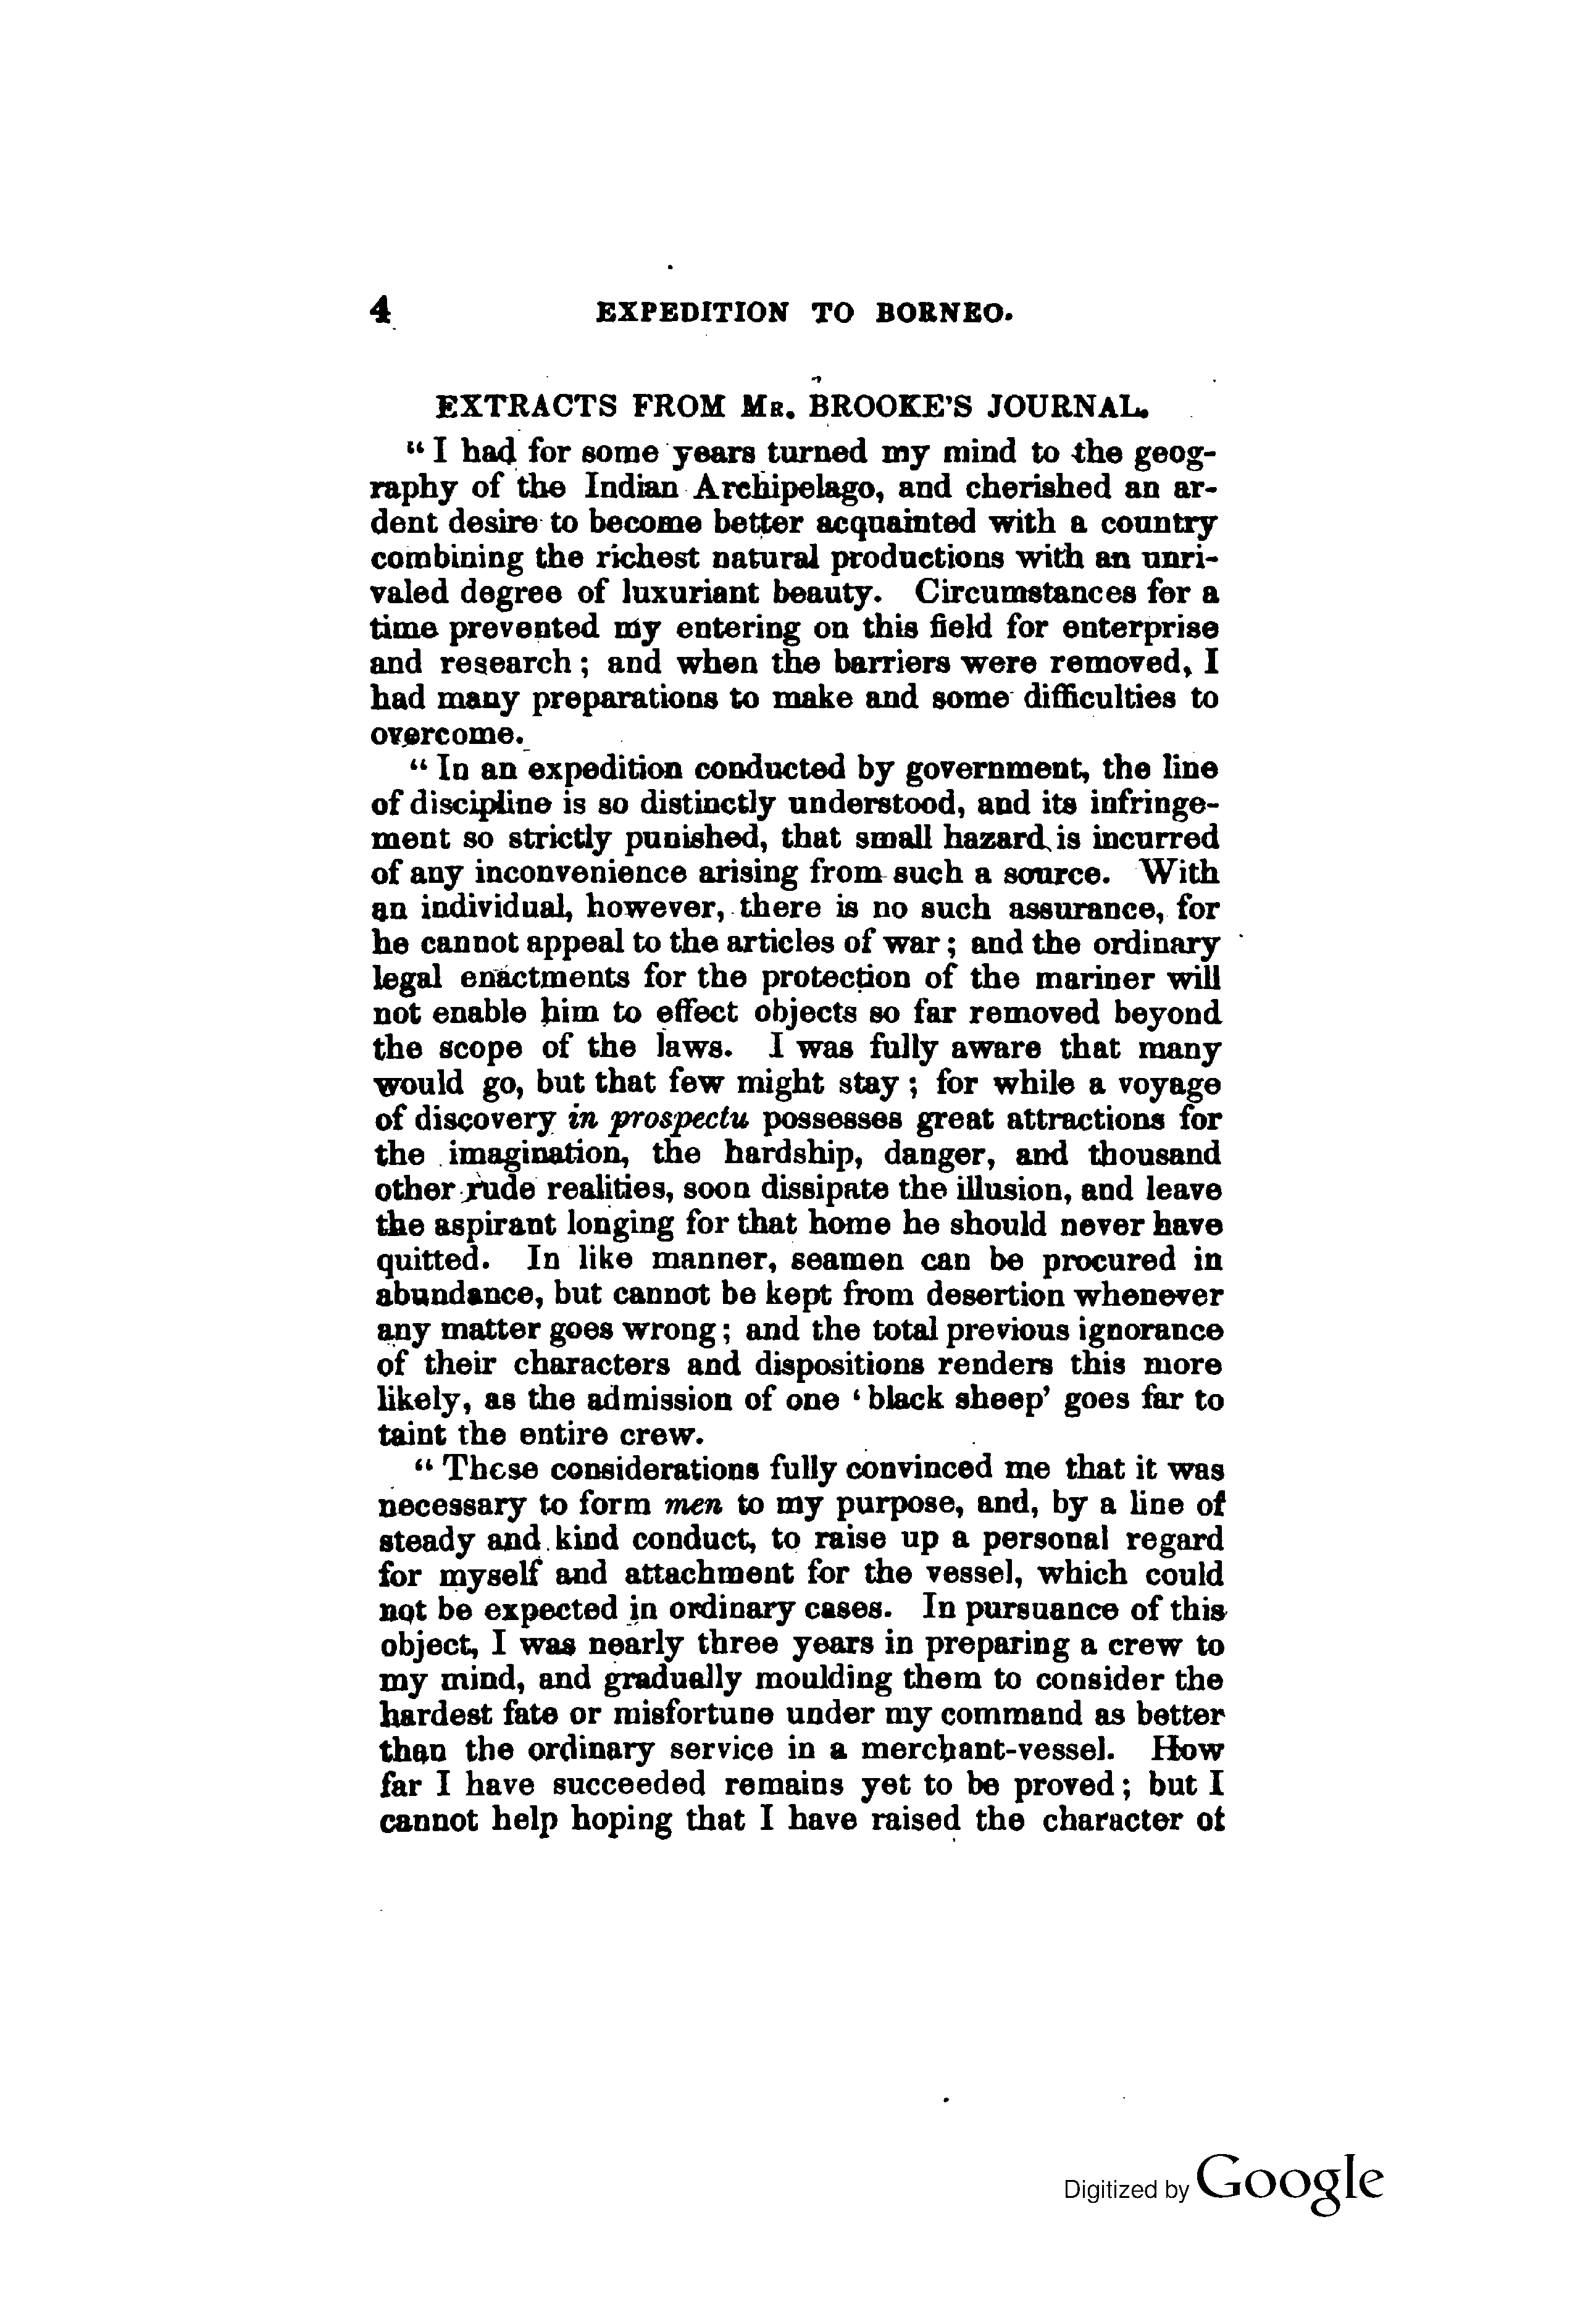 4 EXPEDITION TO BORNEO.
EXTRACTS FROM MR. BROOKE'S JOURNAL.
“ I had for some years turned my mind to the geog-
raphy of the Indian Archipelago, and cherished an ar-
dent desire to become better acquainted with a country
combining the richest natural productions with an unri-
valed degree of luxuriant beauty. Circumstances for a
time prevented my entering on this field for enterprise
and research ; and when the barriers were removed, I
had many preparations to make and some difficulties to
overcome.
“ In an expedition conducted by government, the line
of discipline is so distinctly understood, and its infringe-
ment so strictly punished, that small hazard is incurred
of any inconvenience arising from such a source. With
an individual, however, there is no such assurance, for
he cannot appeal to the articles of war ; and the ordinary
legal enactments for the protection of the mariner will
not enable him to effect objects so far removed beyond
the scope of the laws. I was fully aware that many
would go, but that few might stay ; for while a voyage
of discovery in prospectu possesses great attractions for
the imagination, the hardship, danger, and thousand
other rude realities, soon dissipate the illusion, and leave
the aspirant longing for that home he should never have
quitted. In like manner, seamen can be procured in
abundance, but cannot be kept from desertion whenever
any matter goes wrong ; and the total previous ignorance
of their characters and dispositions renders this more
likely, as the admission of one ‘ black sheep’ goes far to
taint the entire crew.
“ These considerations fully convinced me that it was
necessary to form men to my purpose, and, by a line of
steady and kind conduct, to raise up a personal regard
for myself and attachment for the vessel, which could
not be expected in ordinary cases. In pursuance of this
object, I was nearly three years in preparing a crew to
my mind, and gradually moulding them to consider the
hardest fate or misfortune under my command as better
than the ordinary service in a merchant-vessel. How
far I have succeeded remains yet to be proved ; but I
cannot help hoping that I have raised the character of
Digitized by Google